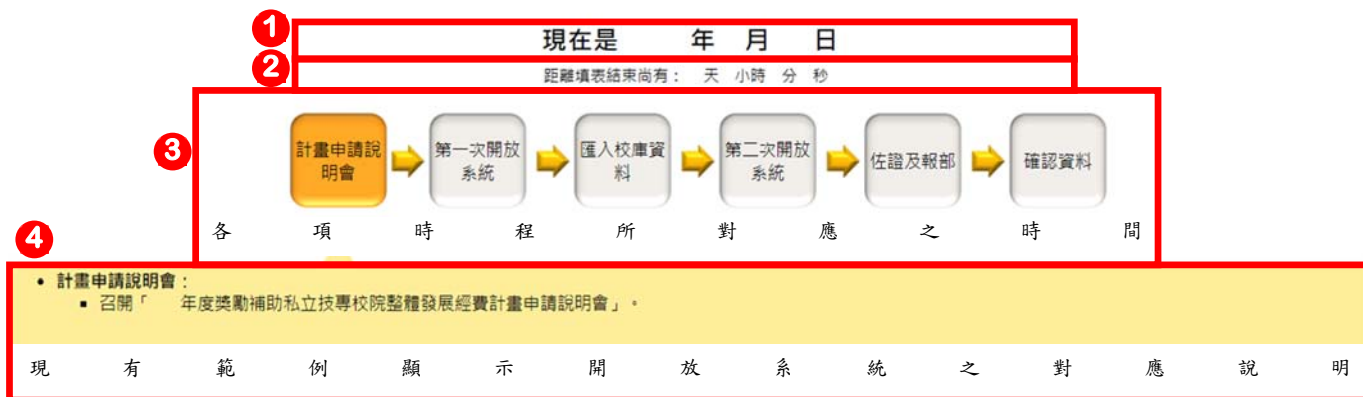 1
現在是 年 月 日
2
距離填表結束尚有： 天 小時 分 秒
3
計畫申請說
明會
第一次開放
系統
匯入校庫資
料
第二次開放
系統
佐證及報部
確認資料
各項時程所對應之時間
4
• 計畫申請說明會：
▪ 召開「 年度獎勵補助私立技專校院整體發展經費計畫申請說明會」。
現有範例顯示開放系統之對應說明